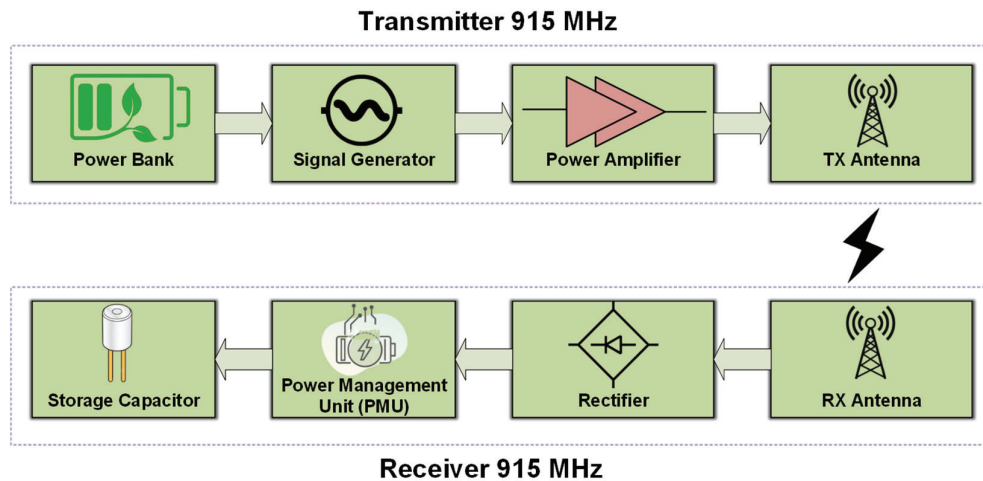 Transmitter 915 MHz
Power Bank
Signal Generator
Power Amplifier
TX Antenna
Storage Capacitor
Power Management
Unit (PMU)
Rectifier
RX Antenna
Receiver 915 MHz